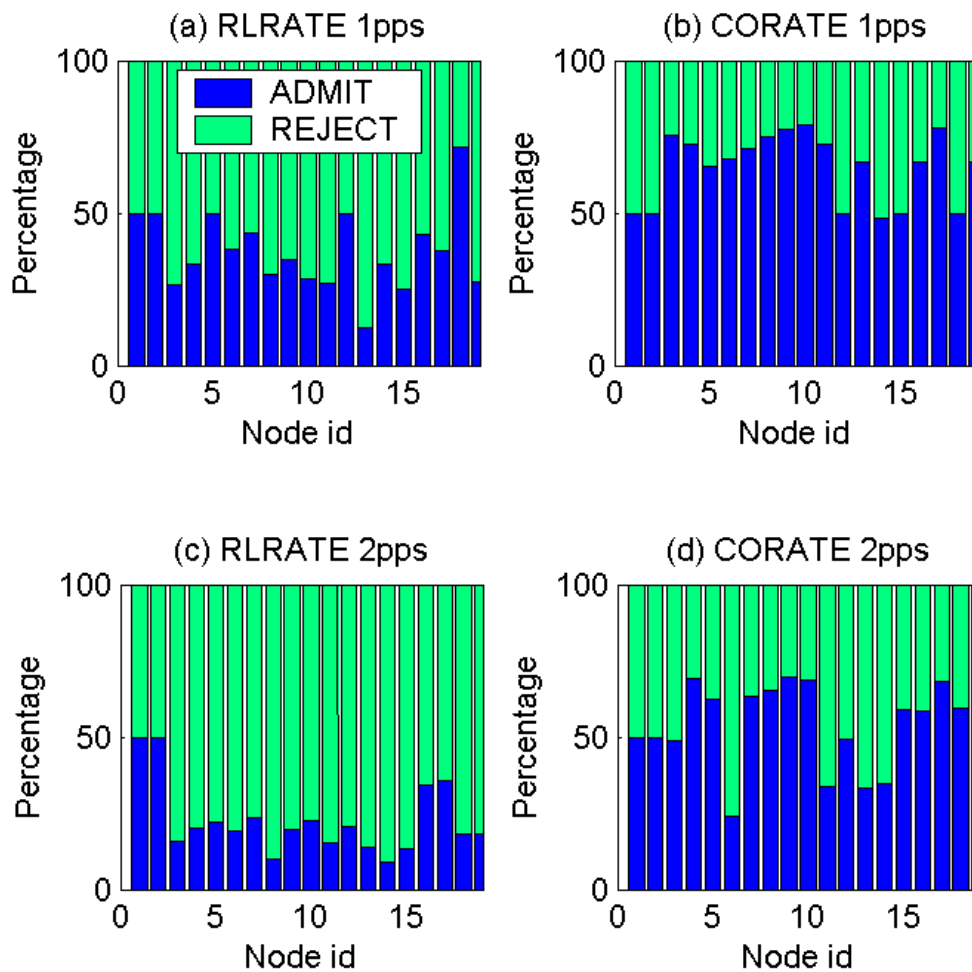 (a) RLRATE 1pps
100
50
0
Percentage
ADMIT
REJECT
0 5 10 15
Node id
(b) CORATE 1pps
100
50
0
Percentage
0 5 10 15
Node id
(c) RLRATE 2pps
100
50
0
Percentage
0 5 10 15
Node id
(d) CORATE 2pps
100
50
0
Percentage
0 5 10 15
Node id